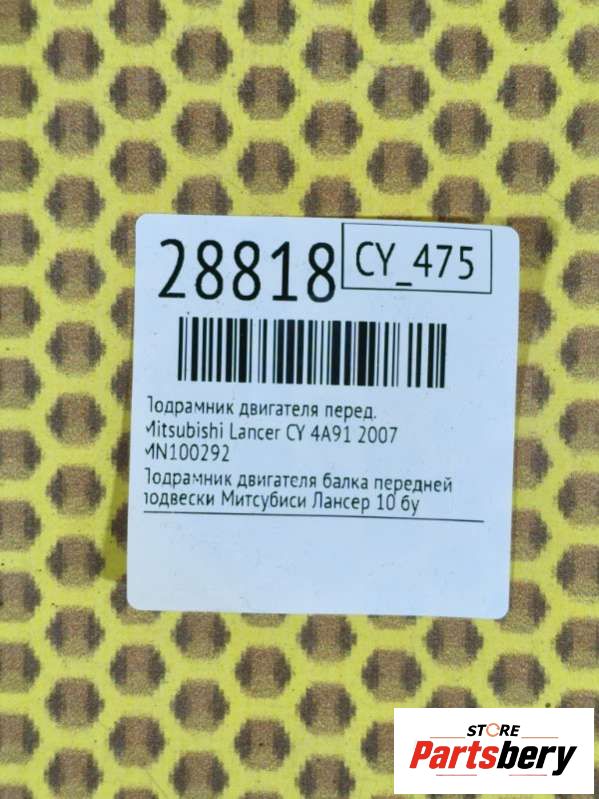 28818
CY_475
Подрамник двигателя перед.
Mitsubishi Lancer CY 4A91 2007
MN100292
Подрамник двигателя балка передней
подвески Митсубиси Лансер 10 бу
STORE
Partsbery